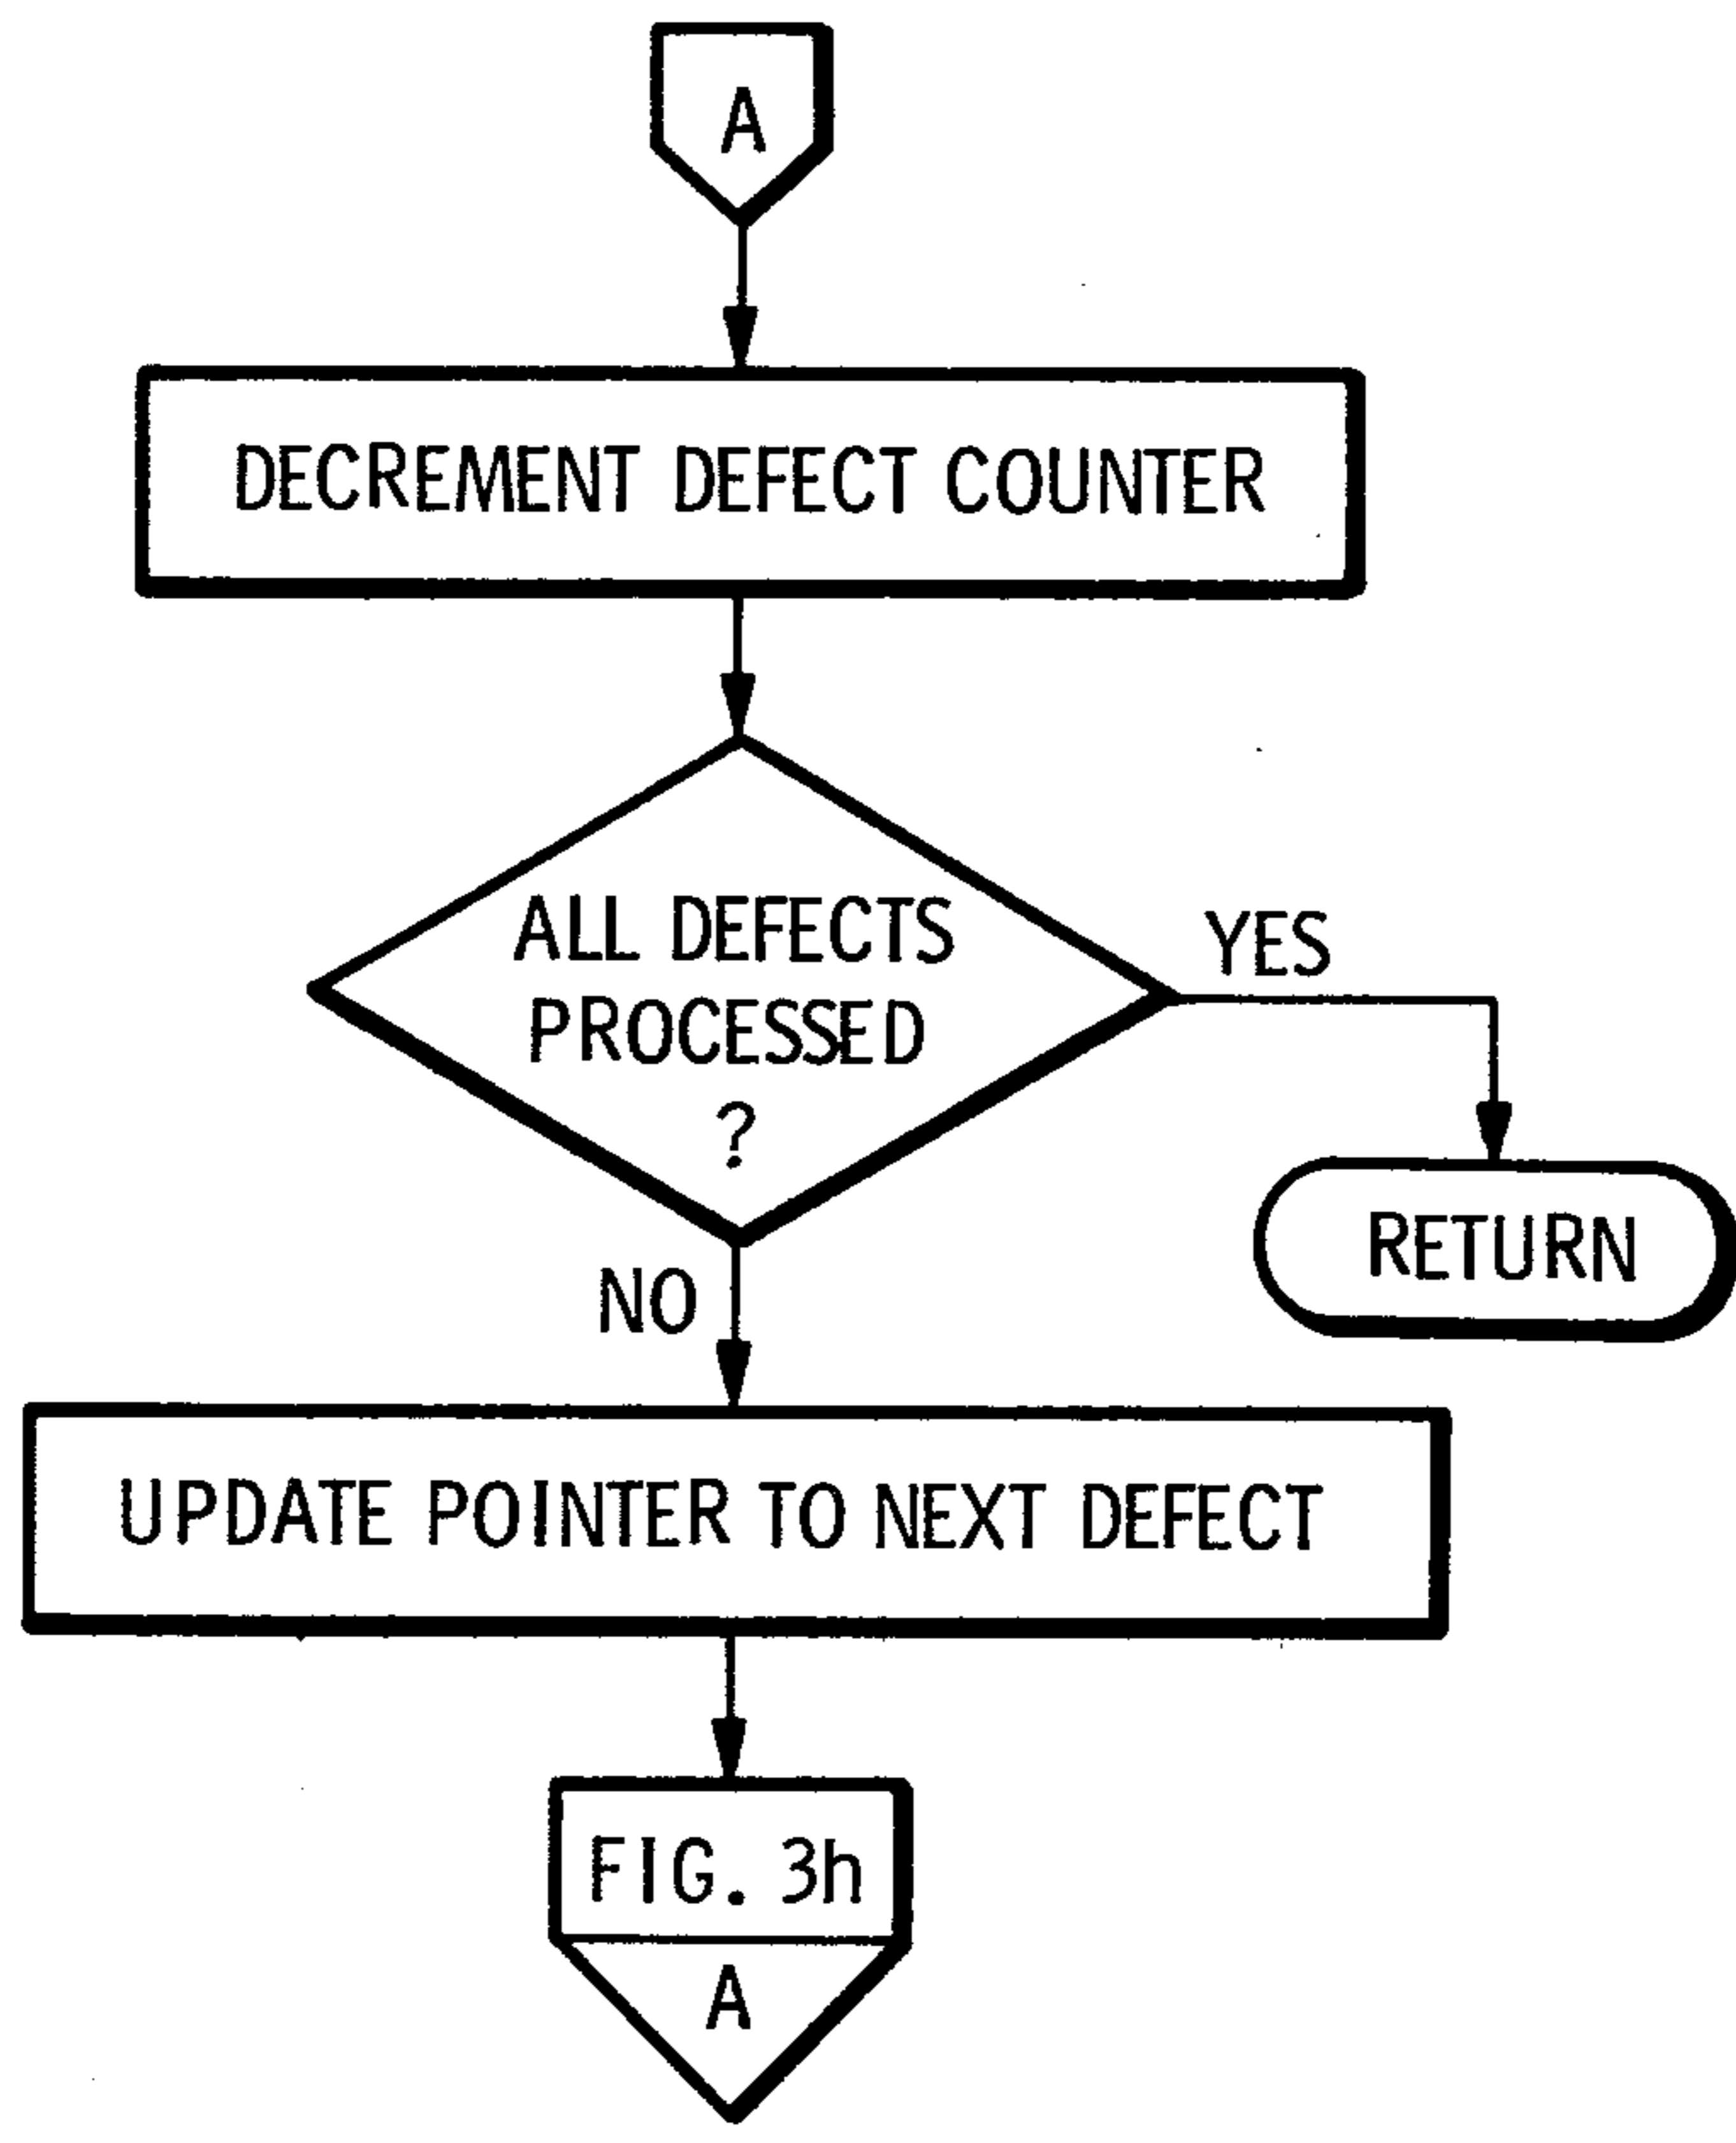 A
DECREMENT DEFECT COUNTER
ALL DEFECTS
PROCESSED
?
YES
RETURN
NO
UPDATE POINTER TO NEXT DEFECT
FIG. 3h
A